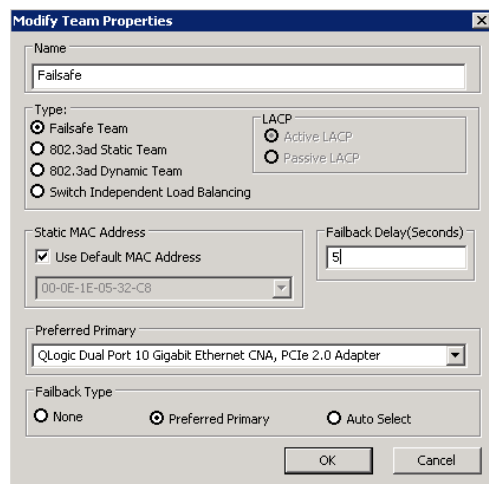 Modify Team Properties
Name
Failsafe
Type:
Failsafe Team
802.3ad Static Team
802.3ad Dynamic Team
Switch Independent Load Balancing
LACP
Active LACP
Passive LACP
Static MAC Address
Use Default MAC Address
00-0E-1E-05-32-C8
Failback Delay(Seconds)
5
Preferred Primary
QLogic Dual Port 10 Gigabit Ethernet CNA, PCIe 2.0 Adapter
Failback Type
None
Preferred Primary
Auto Select
OK
Cancel